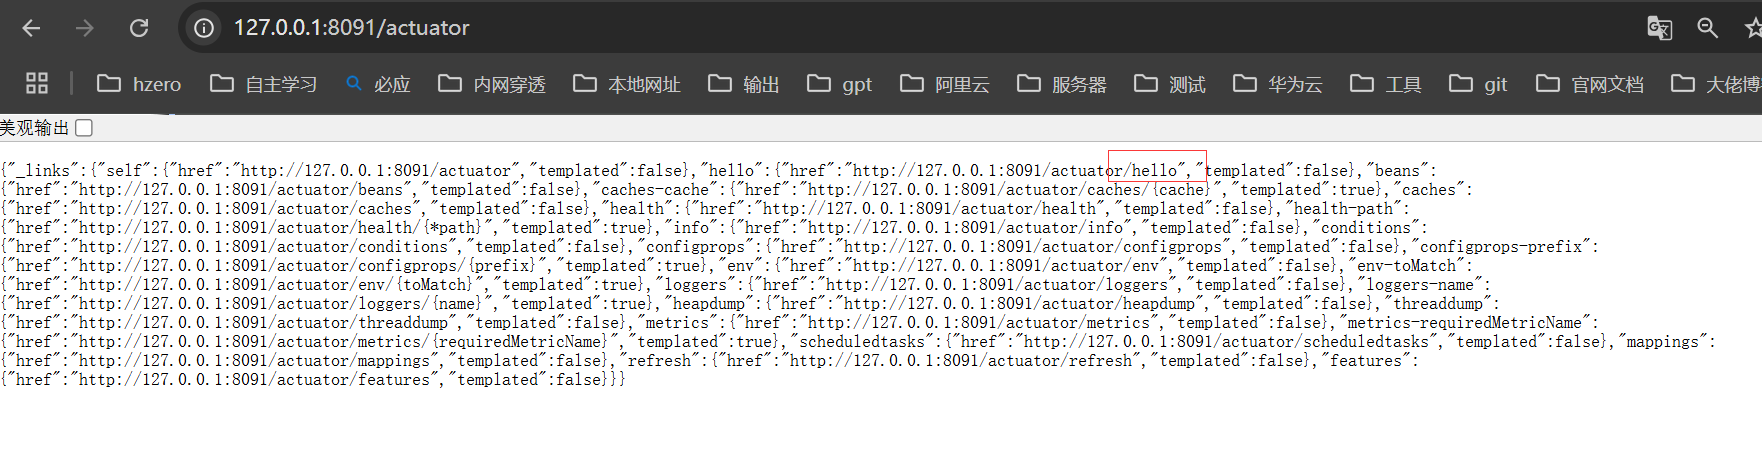 127.0.0.1:8091/actuator
hzero 自主学习 必应 内网穿透 本地网址 输出 gpt 阿里云 服务器 测试 华为云 工具 git 官网文档 大佬博
美观输出
{"_links":{"self":{"href":"http://127.0.0.1:8091/actuator","templated":false},"hello":{"href":"http://127.0.0.1:8091/actuator/hello","templated":false},"beans":
{"href":"http://127.0.0.1:8091/actuator/beans","templated":false},"caches-cache":{"href":"http://127.0.0.1:8091/actuator/caches/{cache}","templated":true},"caches":
{"href":"http://127.0.0.1:8091/actuator/caches","templated":false},"health":{"href":"http://127.0.0.1:8091/actuator/health","templated":false},"health-path":
{"href":"http://127.0.0.1:8091/actuator/health/{*path}","templated":true},"info":{"href":"http://127.0.0.1:8091/actuator/info","templated":false},"conditions":
{"href":"http://127.0.0.1:8091/actuator/conditions","templated":false},"configprops":{"href":"http://127.0.0.1:8091/actuator/configprops","templated":false},"configprops-prefix":
{"href":"http://127.0.0.1:8091/actuator/configprops/{prefix}","templated":true},"env":{"href":"http://127.0.0.1:8091/actuator/env","templated":false},"env-toMatch":
{"href":"http://127.0.0.1:8091/actuator/env/{toMatch}","templated":true},"loggers":{"href":"http://127.0.0.1:8091/actuator/loggers","templated":false},"loggers-name":
{"href":"http://127.0.0.1:8091/actuator/loggers/{name}","templated":true},"heapdump":{"href":"http://127.0.0.1:8091/actuator/heapdump","templated":false},"threaddump":
{"href":"http://127.0.0.1:8091/actuator/threaddump","templated":false},"metrics":{"href":"http://127.0.0.1:8091/actuator/metrics","templated":false},"metrics-requiredMetricName":
{"href":"http://127.0.0.1:8091/actuator/metrics/{requiredMetricName}","templated":true},"scheduledtasks":{"href":"http://127.0.0.1:8091/actuator/scheduledtasks","templated":false},"mappings":
{"href":"http://127.0.0.1:8091/actuator/mappings","templated":false},"refresh":{"href":"http://127.0.0.1:8091/actuator/refresh","templated":false},"features":
{"href":"http://127.0.0.1:8091/actuator/features","templated":false}}}